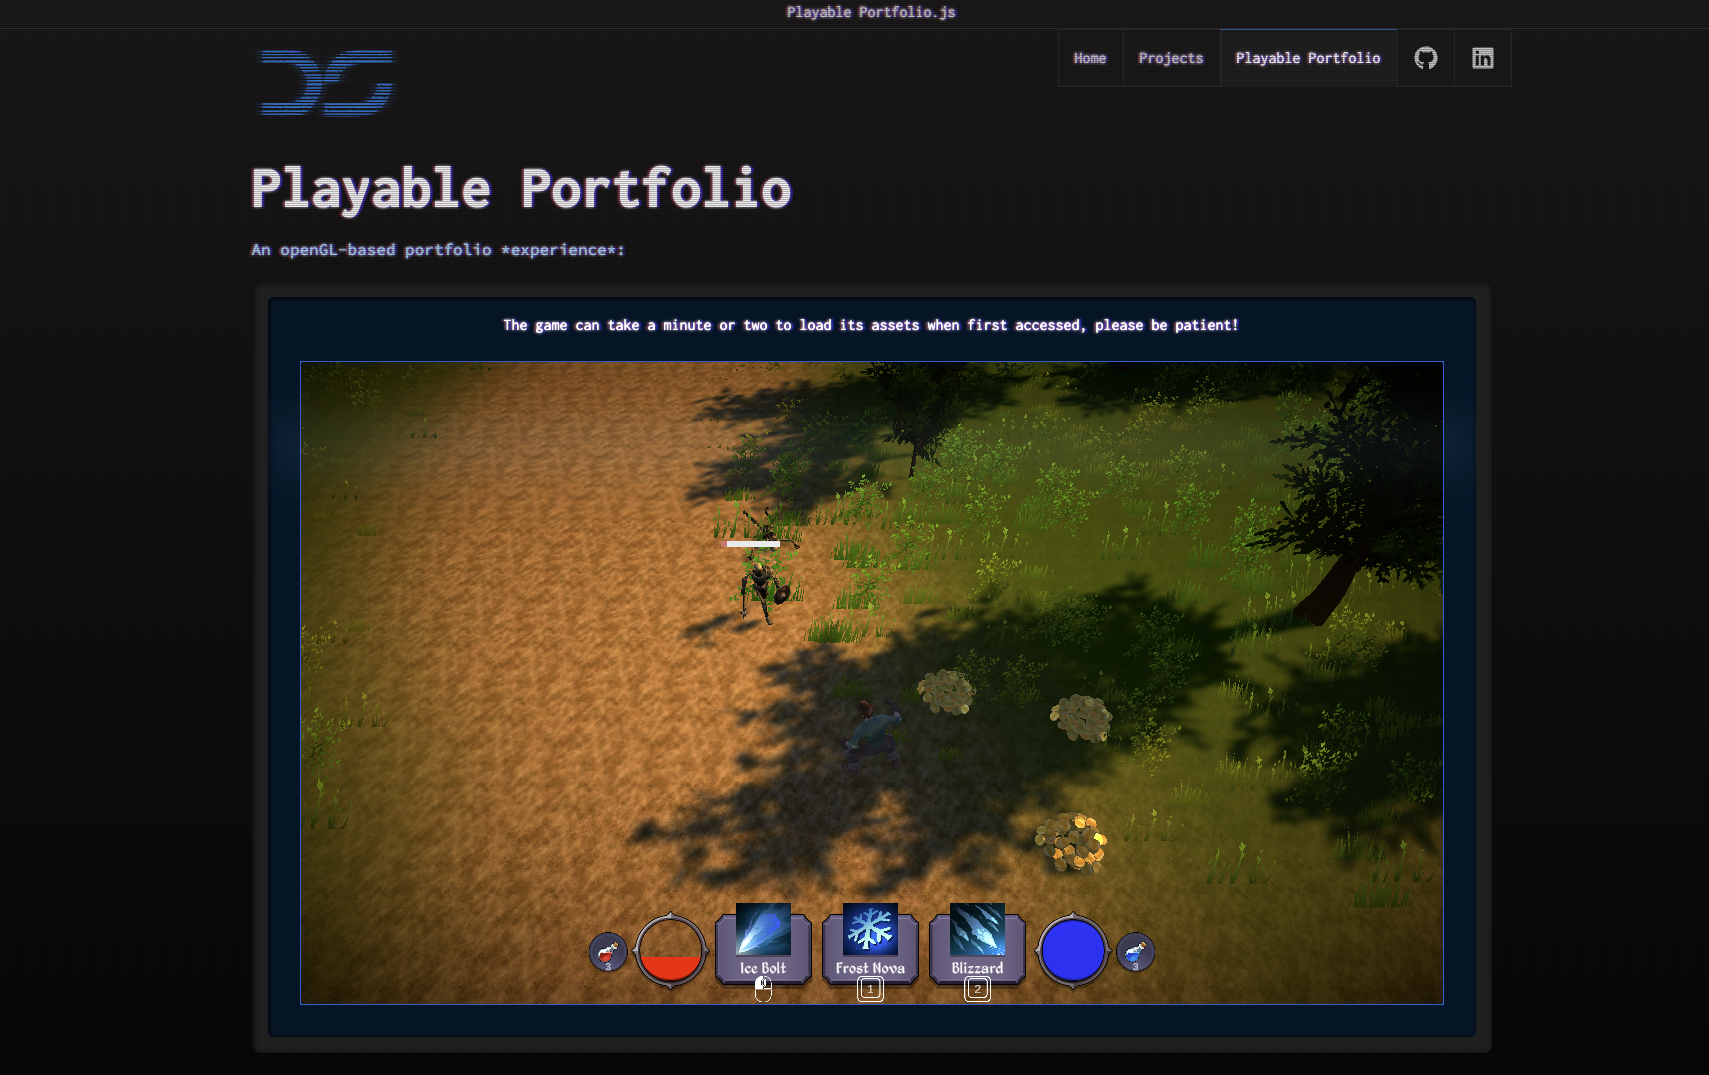 Playable Portfolio.js
Home
Projects
Playable Portfolio
Playable Portfolio
An openGL-based portfolio *experience*:
The game can take a minute or two to load its assets when first accessed, please be patient!
3
Ice Bolt
Frost Nova
1
Blizzard
2
3